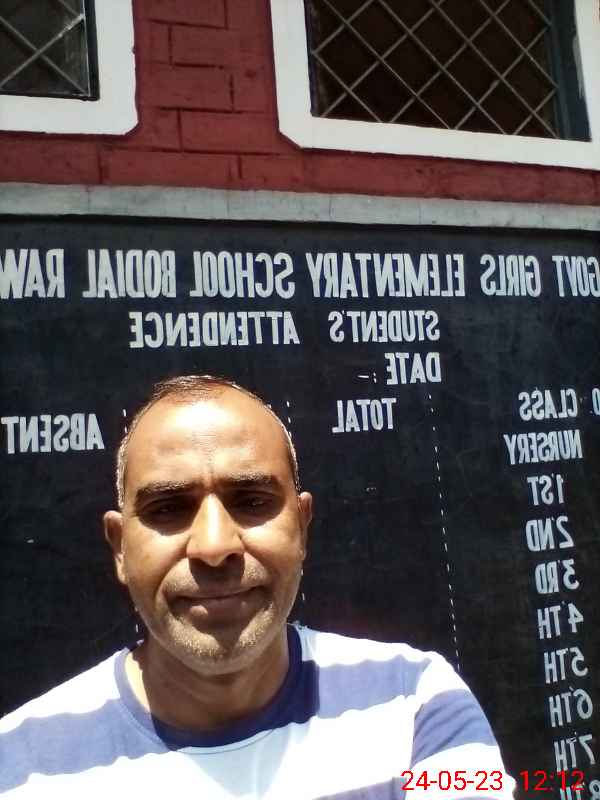 GOVT GIRLS ELEMENTARY SCHOOL BODIAL RAW
STUDENT'S ATTENDENCE
DATE :-
CLASS TOTAL ABSENT
NURSERY
1ST
2ND
3RD
4TH
5TH
6TH
7TH
8TH
24-05-23 12:12